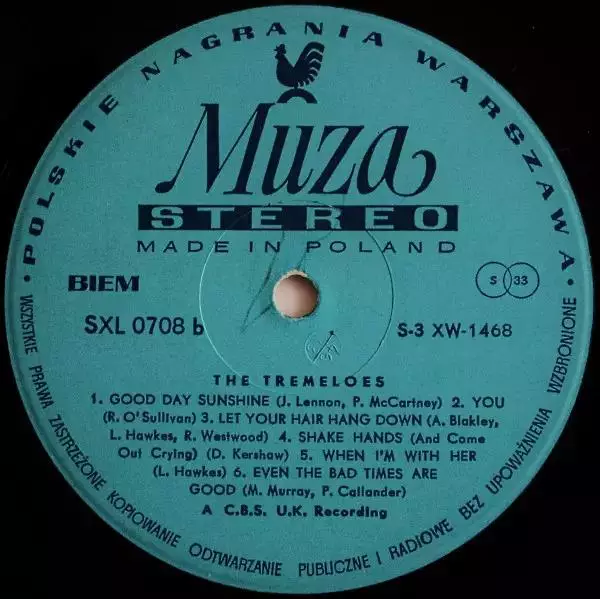 • POLSKIE NAGRANIA WARSZAWA •
Muza
STEREO
MADE IN POLAND
BIEM
S 33
SXL 0708 b
S-3 XW-1468
THE TREMELOES
1. GOOD DAY SUNSHINE (J. Lennon, P. McCartney) 2. YOU
(R. O'Sullivan) 3. LET YOUR HAIR HANG DOWN (A. Blakley,
L. Hawkes, R. Westwood) 4. SHAKE HANDS (And Come
Out Crying) (D. Kershaw) 5. WHEN I'M WITH HER
(L. Hawkes) 6. EVEN THE BAD TIMES ARE
GOOD (M. Murray, P. Callander)
A C.B.S. U.K. Recording
WSZYSTKIE PRAWA ZASTRZEŻONE KOPIOWANIE ODTWARZANIE PUBLICZNE I RADIOWE BEZ UPOWAŻNIENIA WZBRONIONE